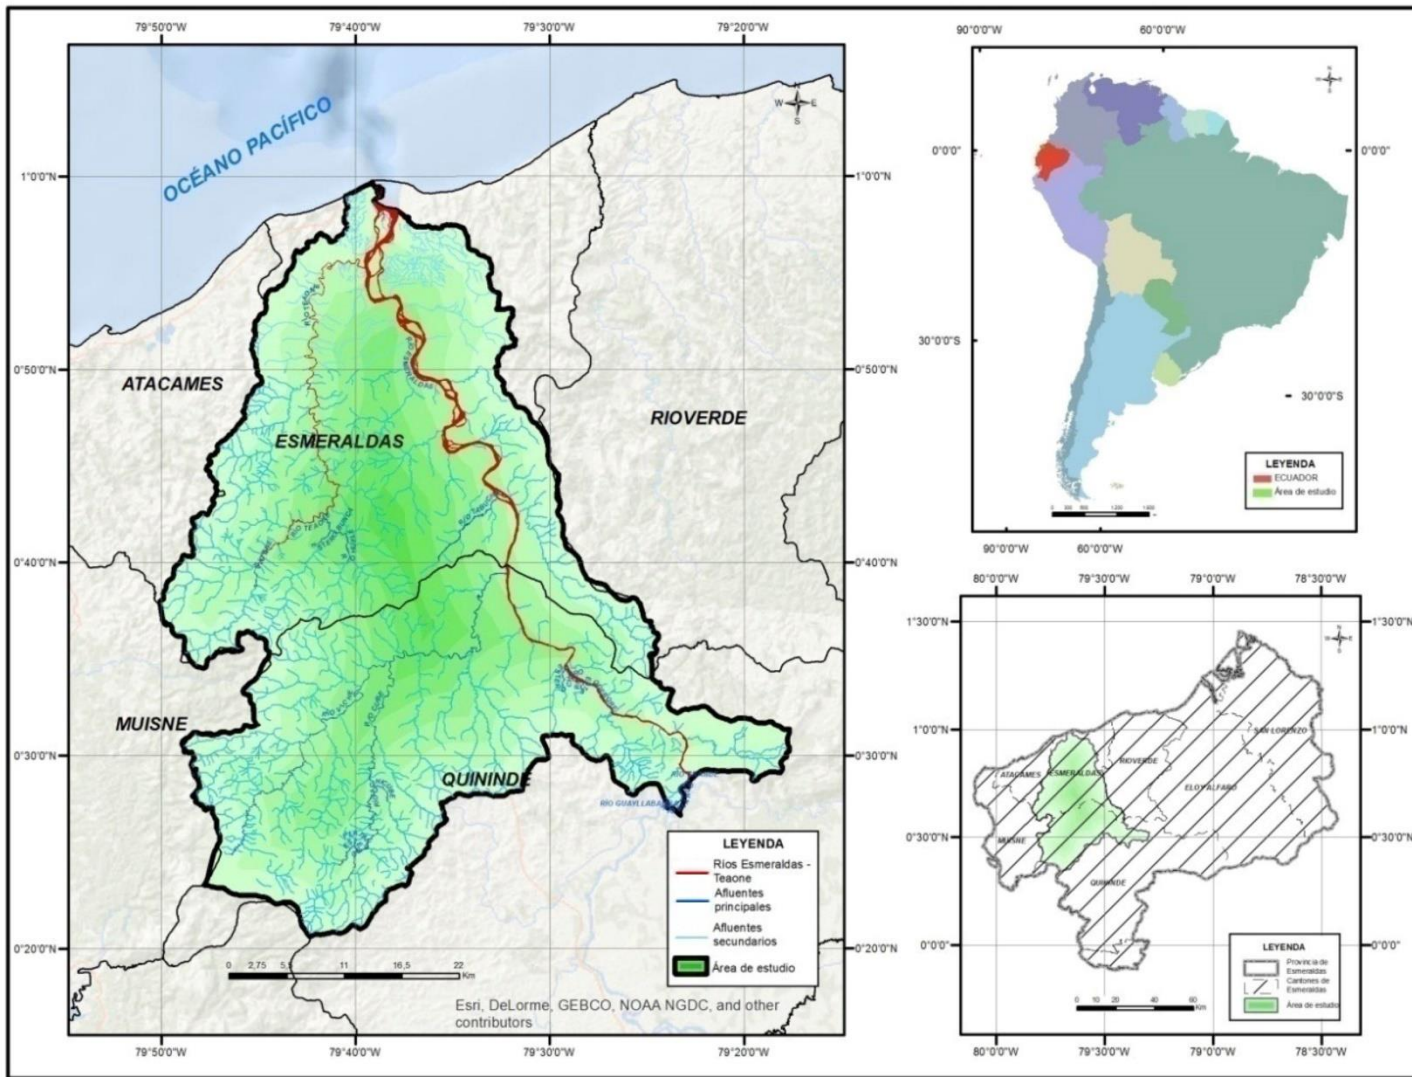 79°50'0"W 79°40'0"W 79°30'0"W 79°20'0"W
OCÉANO PACÍFICO
N
W E
S
1°0'0"N 1°0'0"N
0°50'0"N 0°50'0"N
ATACAMES
RIOVERDE
ESMERALDAS
RIO ESMERALDAS
RIO TEAONE
0°40'0"N 0°40'0"N
MUISNE
RIO CUBE
0°30'0"N 0°30'0"N
QUININDE
LEYENDA
Ríos Esmeraldas -
Teaone
Afluentes
principales
Afluentes
secundarios
Área de estudio
0°20'0"N 0°20'0"N
0 2,75 5,5 11 16,5 22
Km
Esri, DeLorme, GEBCO, NOAA NGDC, and other
contributors
79°50'0"W 79°40'0"W 79°30'0"W 79°20'0"W
90°0'0"W 60°0'0"W
N
W E
S
0°0'0" 0°0'0"
30°0'0"S
30°0'0"S
LEYENDA
ECUADOR
Área de estudio
90°0'0"W 60°0'0"W
80°0'0"W 79°30'0"W 79°0'0"W 78°30'0"W
1°30'0"N 1°30'0"N
N
W E
S
1°0'0"N 1°0'0"N
SAN LORENZO
RIOVERDE
ATACAMES
ESMERALDAS
ELOY ALFARO
0°30'0"N 0°30'0"N
MUISNE
QUININDE
0°0'0" 0°0'0"
LEYENDA
Provincia de
Esmeraldas
Cantones de
Esmeraldas
Área de estudio
0 10 20 40 60
Km
80°0'0"W 79°30'0"W 79°0'0"W 78°30'0"W